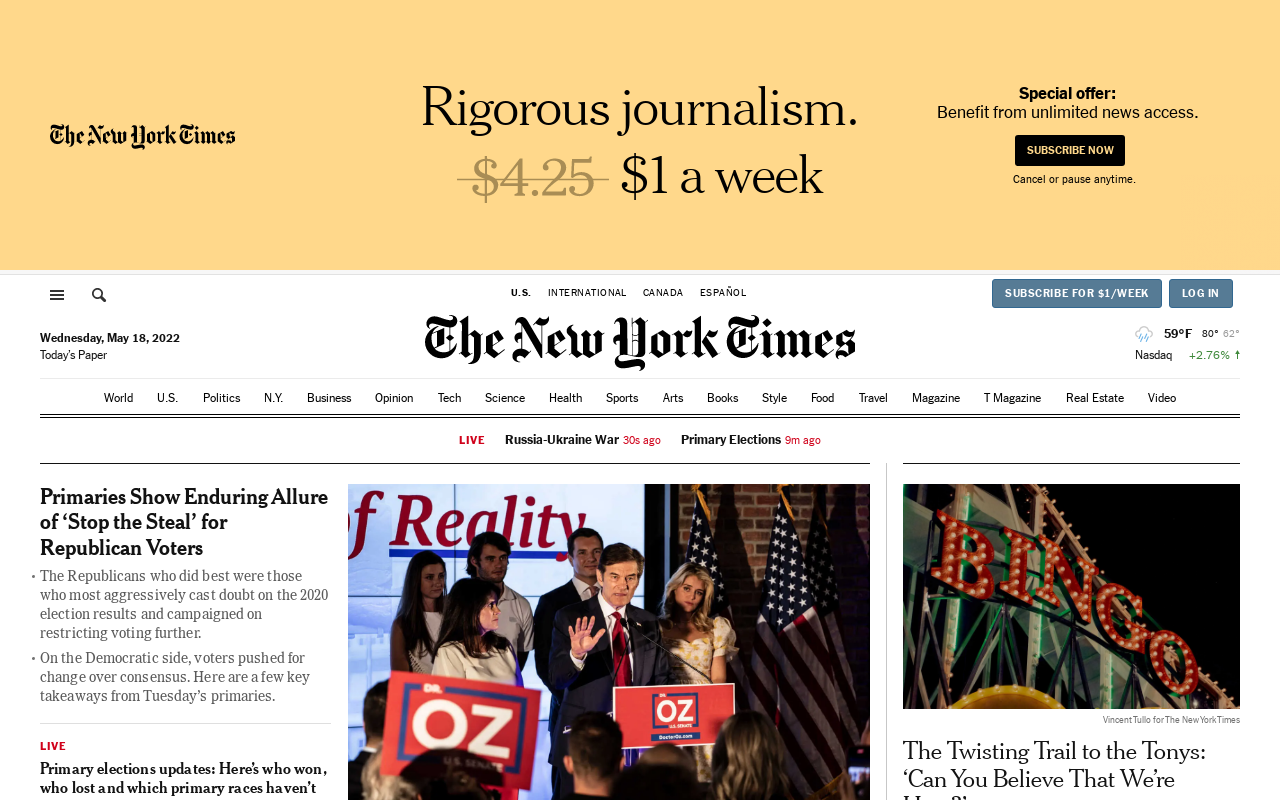 The New York Times
Rigorous journalism.
$4.25 $1 a week
Special offer:
Benefit from unlimited news access.
SUBSCRIBE NOW
Cancel or pause anytime.
U.S. INTERNATIONAL CANADA ESPAÑOL
SUBSCRIBE FOR $1/WEEK LOG IN
Wednesday, May 18, 2022
Today's Paper
The New York Times
59°F 80° 62°
Nasdaq +2.76% ↑
World U.S. Politics N.Y. Business Opinion Tech Science Health Sports Arts Books Style Food Travel Magazine T Magazine Real Estate Video
LIVE Russia-Ukraine War 30s ago Primary Elections 9m ago
Primaries Show Enduring Allure
of ‘Stop the Steal’ for
Republican Voters
• The Republicans who did best were those
who most aggressively cast doubt on the 2020
election results and campaigned on
restricting voting further.
• On the Democratic side, voters pushed for
change over consensus. Here are a few key
takeaways from Tuesday’s primaries.
LIVE
Primary elections updates: Here’s who won,
who lost and which primary races haven’t
of Reality
DR.
OZ
U.S. SENATE
DR.
OZ
U.S. SENATE
DoctorOz.com
BINGO
Vincent Tullo for The New York Times
The Twisting Trail to the Tonys:
‘Can You Believe That We’re